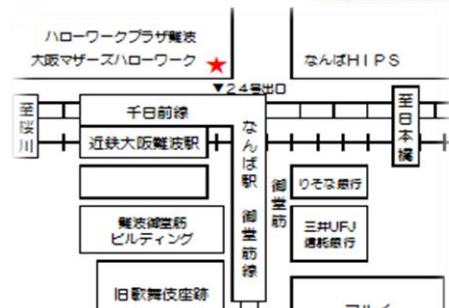 ハローワークプラザ難波
大阪マザーズハローワーク ★
なんばHIPS
▼24号出口
至桜川
千日前線
至日本橋
近鉄大阪難波駅
なんば駅 御堂筋線
御堂筋
りそな銀行
難波御堂筋
ビルディング
三井UFJ
信託銀行
旧歌舞伎座跡
マルイ